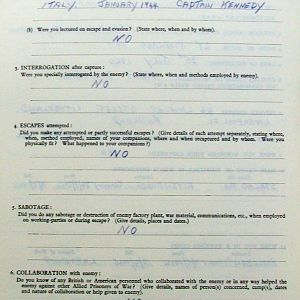 ITALY. JANUARY 1944 CAPTAIN KENNEDY
(b) Were you lectured on escape and evasion? (State where, when and by whom).
NO
3. INTERROGATION after capture :
Were you specially interrogated by the enemy? (State where, when and methods employed by enemy).
NO
4. ESCAPES attempted :
Did you make any attempted or partly successful escapes? (Give details of each attempt separately, stating where,
when, method employed, names of your companions, where and when recaptured and by whom. Were you
physically fit? What happened to your companions?)
NO
5. SABOTAGE :
Did you do any sabotage or destruction of enemy factory plant, war material, communications, etc., when employed
on working-parties or during escape? (Give details, places and dates.)
NO
6. COLLABORATION with enemy :
Do you know of any British or American personnel who collaborated with the enemy or in any way helped the
enemy against other Allied Prisoners of War? (Give details, names of person(s) concerned, camp(s), dates
and nature of collaboration or help given to enemy).